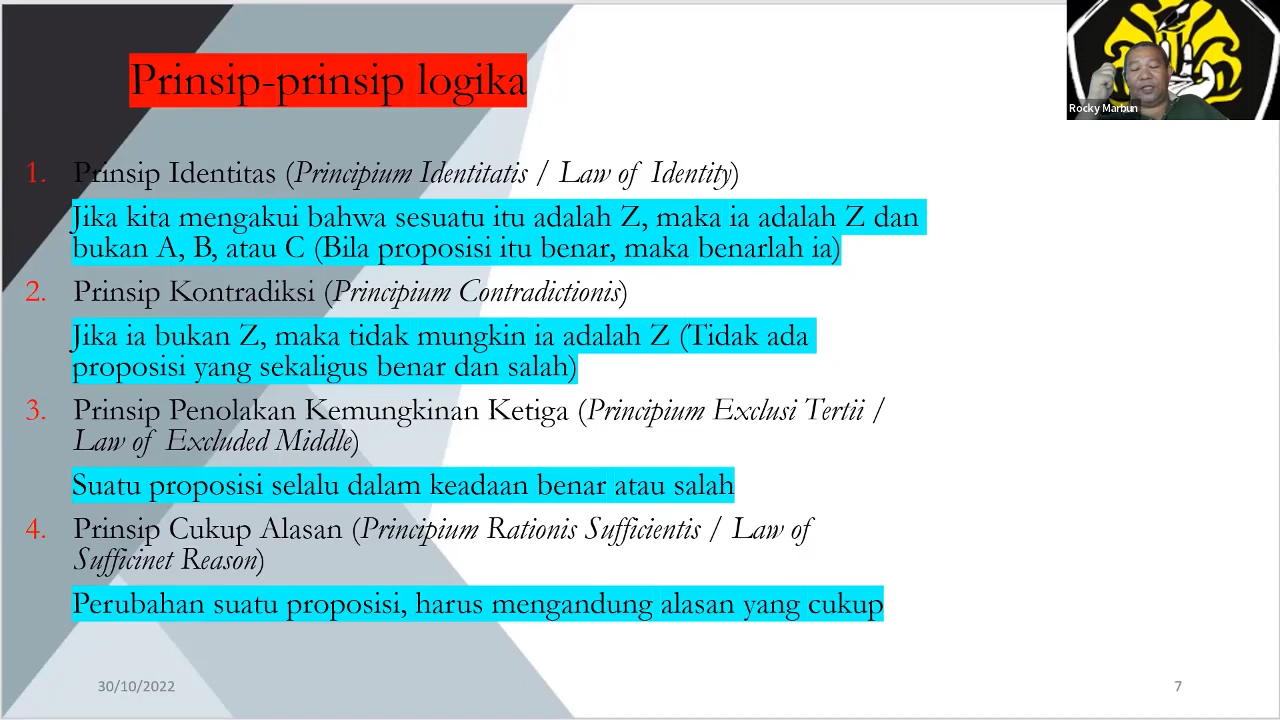 Prinsip-prinsip logika
Rocky Marbun
1. Prinsip Identitas (Principium Identitatis / Law of Identity)
Jika kita mengakui bahwa sesuatu itu adalah Z, maka ia adalah Z dan
bukan A, B, atau C (Bila proposisi itu benar, maka benarlah ia)
2. Prinsip Kontradiksi (Principium Contradictionis)
Jika ia bukan Z, maka tidak mungkin ia adalah Z (Tidak ada
proposisi yang sekaligus benar dan salah)
3. Prinsip Penolakan Kemungkinan Ketiga (Principium Exclusi Tertii /
Law of Excluded Middle)
Suatu proposisi selalu dalam keadaan benar atau salah
4. Prinsip Cukup Alasan (Principium Rationis Sufficientis / Law of
Sufficinet Reason)
Perubahan suatu proposisi, harus mengandung alasan yang cukup
30/10/2022
7